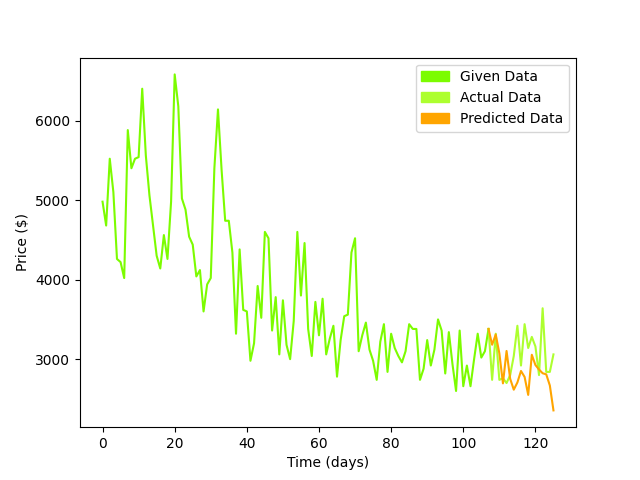 Given Data
Actual Data
Predicted Data
6000
5000
4000
3000
Price ($)
0 20 40 60 80 100 120
Time (days)